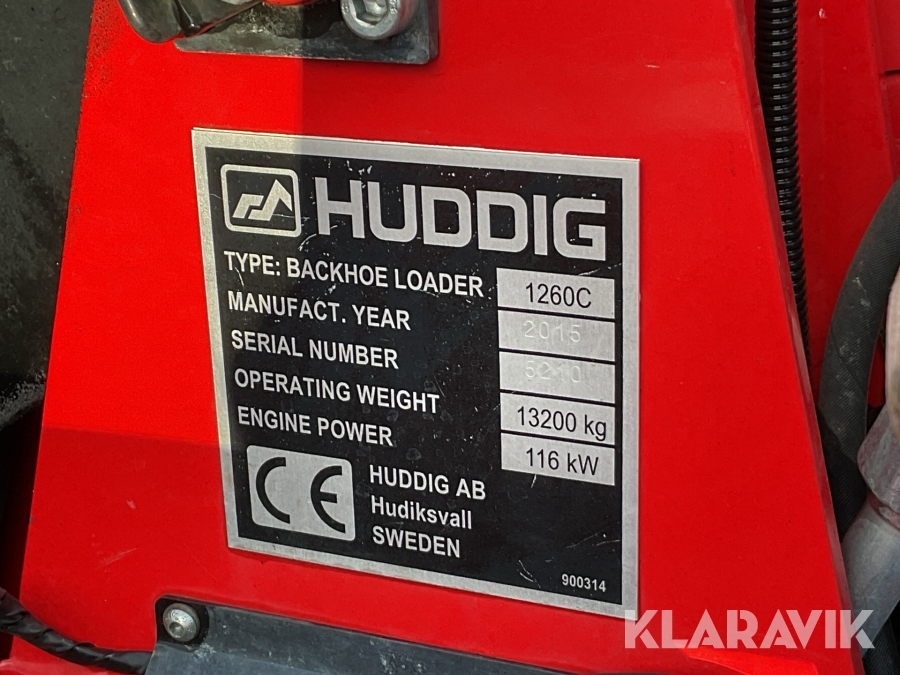 HUDDIG
TYPE: BACKHOE LOADER 1260C
MANUFACT. YEAR 2015
SERIAL NUMBER 5210
OPERATING WEIGHT 13200 kg
ENGINE POWER 116 kW
CE
HUDDIG AB
Hudiksvall
SWEDEN
900314
KLARAVIK